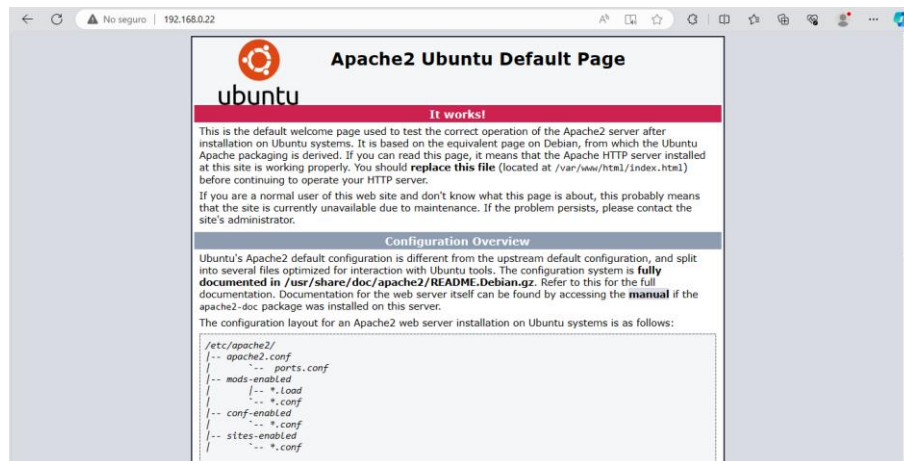 No seguro
192.168.0.22
ubuntu
Apache2 Ubuntu Default Page
It works!
This is the default welcome page used to test the correct operation of the Apache2 server after
installation on Ubuntu systems. It is based on the equivalent page on Debian, from which the Ubuntu
Apache packaging is derived. If you can read this page, it means that the Apache HTTP server installed
at this site is working properly. You should replace this file (located at /var/www/html/index.html)
before continuing to operate your HTTP server.
If you are a normal user of this web site and don't know what this page is about, this probably means
that the site is currently unavailable due to maintenance. If the problem persists, please contact the
site's administrator.
Configuration Overview
Ubuntu's Apache2 default configuration is different from the upstream default configuration, and split
into several files optimized for interaction with Ubuntu tools. The configuration system is fully
documented in /usr/share/doc/apache2/README.Debian.gz. Refer to this for the full
documentation. Documentation for the web server itself can be found by accessing the manual if the
apache2-doc package was installed on this server.
The configuration layout for an Apache2 web server installation on Ubuntu systems is as follows:
/etc/apache2/
|-- apache2.conf
|       `--  ports.conf
|-- mods-enabled
|       |-- *.load
|       `-- *.conf
|-- conf-enabled
|       `-- *.conf
|-- sites-enabled
|       `-- *.conf